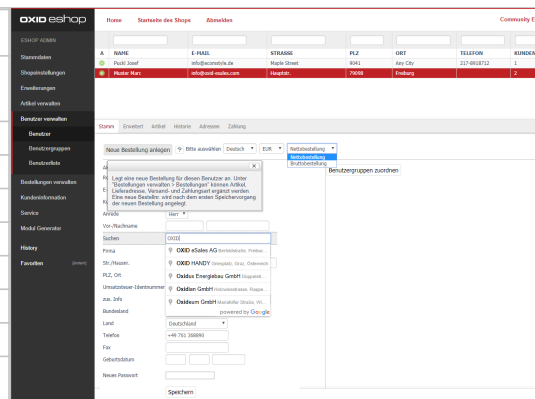 OXID eshop
Home Startseite des Shops Abmelden Community E
ESHOP ADMIN
Stammdaten
Shopeinstellungen
Erweiterungen
Artikel verwalten
Benutzer verwalten
Benutzer
Benutzergruppen
Benutzerliste
Bestellungen verwalten
Kundeninformation
Service
Modul Generator
History
Favoriten
A NAME E-MAIL STRASSE PLZ ORT TELEFON KUNDEN
Puckl Josef info@ecomstyle.de Maple Street 9041 Any City 217-8918712 1
Muster Marc info@oxid-esales.com Hauptstr. 79098 Freiburg 2
Stamm Erweitert Artikel Historie Adressen Zahlung
Neue Bestellung anlegen ? Bitte auswählen Deutsch EUR Nettobestellung
Nettobestellung
Bruttobestellung
Benutzergruppen zuordnen
X
Legt eine neue Bestellung für diesen Benutzer an. Unter
"Bestellungen verwalten > Bestellungen" können Artikel,
Lieferadresse, Versand- und Zahlungsart ergänzt werden.
Eine neue Bestellnr. wird nach dem ersten Speichervorgang
der neuen Bestellung angelegt.
Anrede Herr
Vor-/Nachname
Suchen OXID
Firma
Str./Hausnr.
PLZ, Ort
Umsatzsteuer-Identnummer
zus. Info
Bundesland
OXID eSales AG
OXID HANDY Griesplatz, Graz, Österreich
Oxidus Energiebau GmbH
Oxidian GmbH
Oxideum GmbH
powered by Google
Land Deutschland
Telefon +49 761 368890
Fax
Geburtsdatum
Neues Passwort
Speichern